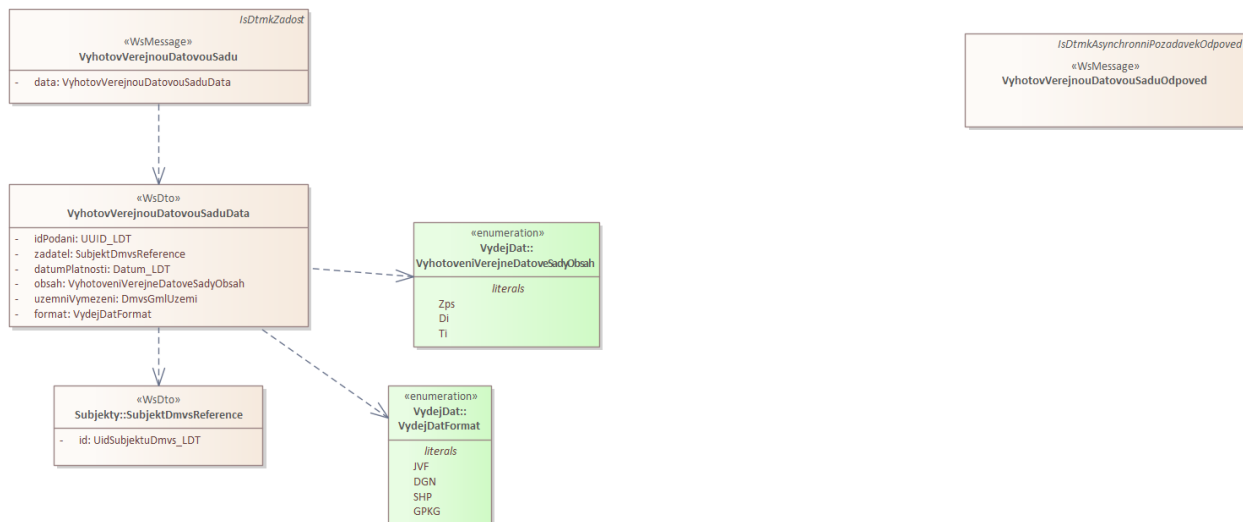 IsDtmkZadost
«WsMessage»
VyhotovVerejnouDatovouSadu
- data: VyhotovVerejnouDatovouSaduData
IsDtmkAsynchronniPozadavekOdpoved
«WsMessage»
VyhotovVerejnouDatovouSaduOdpoved
«WsDto»
VyhotovVerejnouDatovouSaduData
- idPodani: UUID_LDT
- zadatel: SubjektDmvsReference
- datumPlatnosti: Datum_LDT
- obsah: VyhotoveniVerejneDatoveSadyObsah
- uzemniVymezeni: DmvsGmlUzemi
- format: VydejDatFormat
«enumeration»
VydejDat::
VyhotoveniVerejneDatoveSadyObsah
literals
Zps
Di
Ti
«WsDto»
Subjekty::SubjektDmvsReference
- id: UidSubjektuDmvs_LDT
«enumeration»
VydejDat::
VydejDatFormat
literals
JVF
DGN
SHP
GPKG